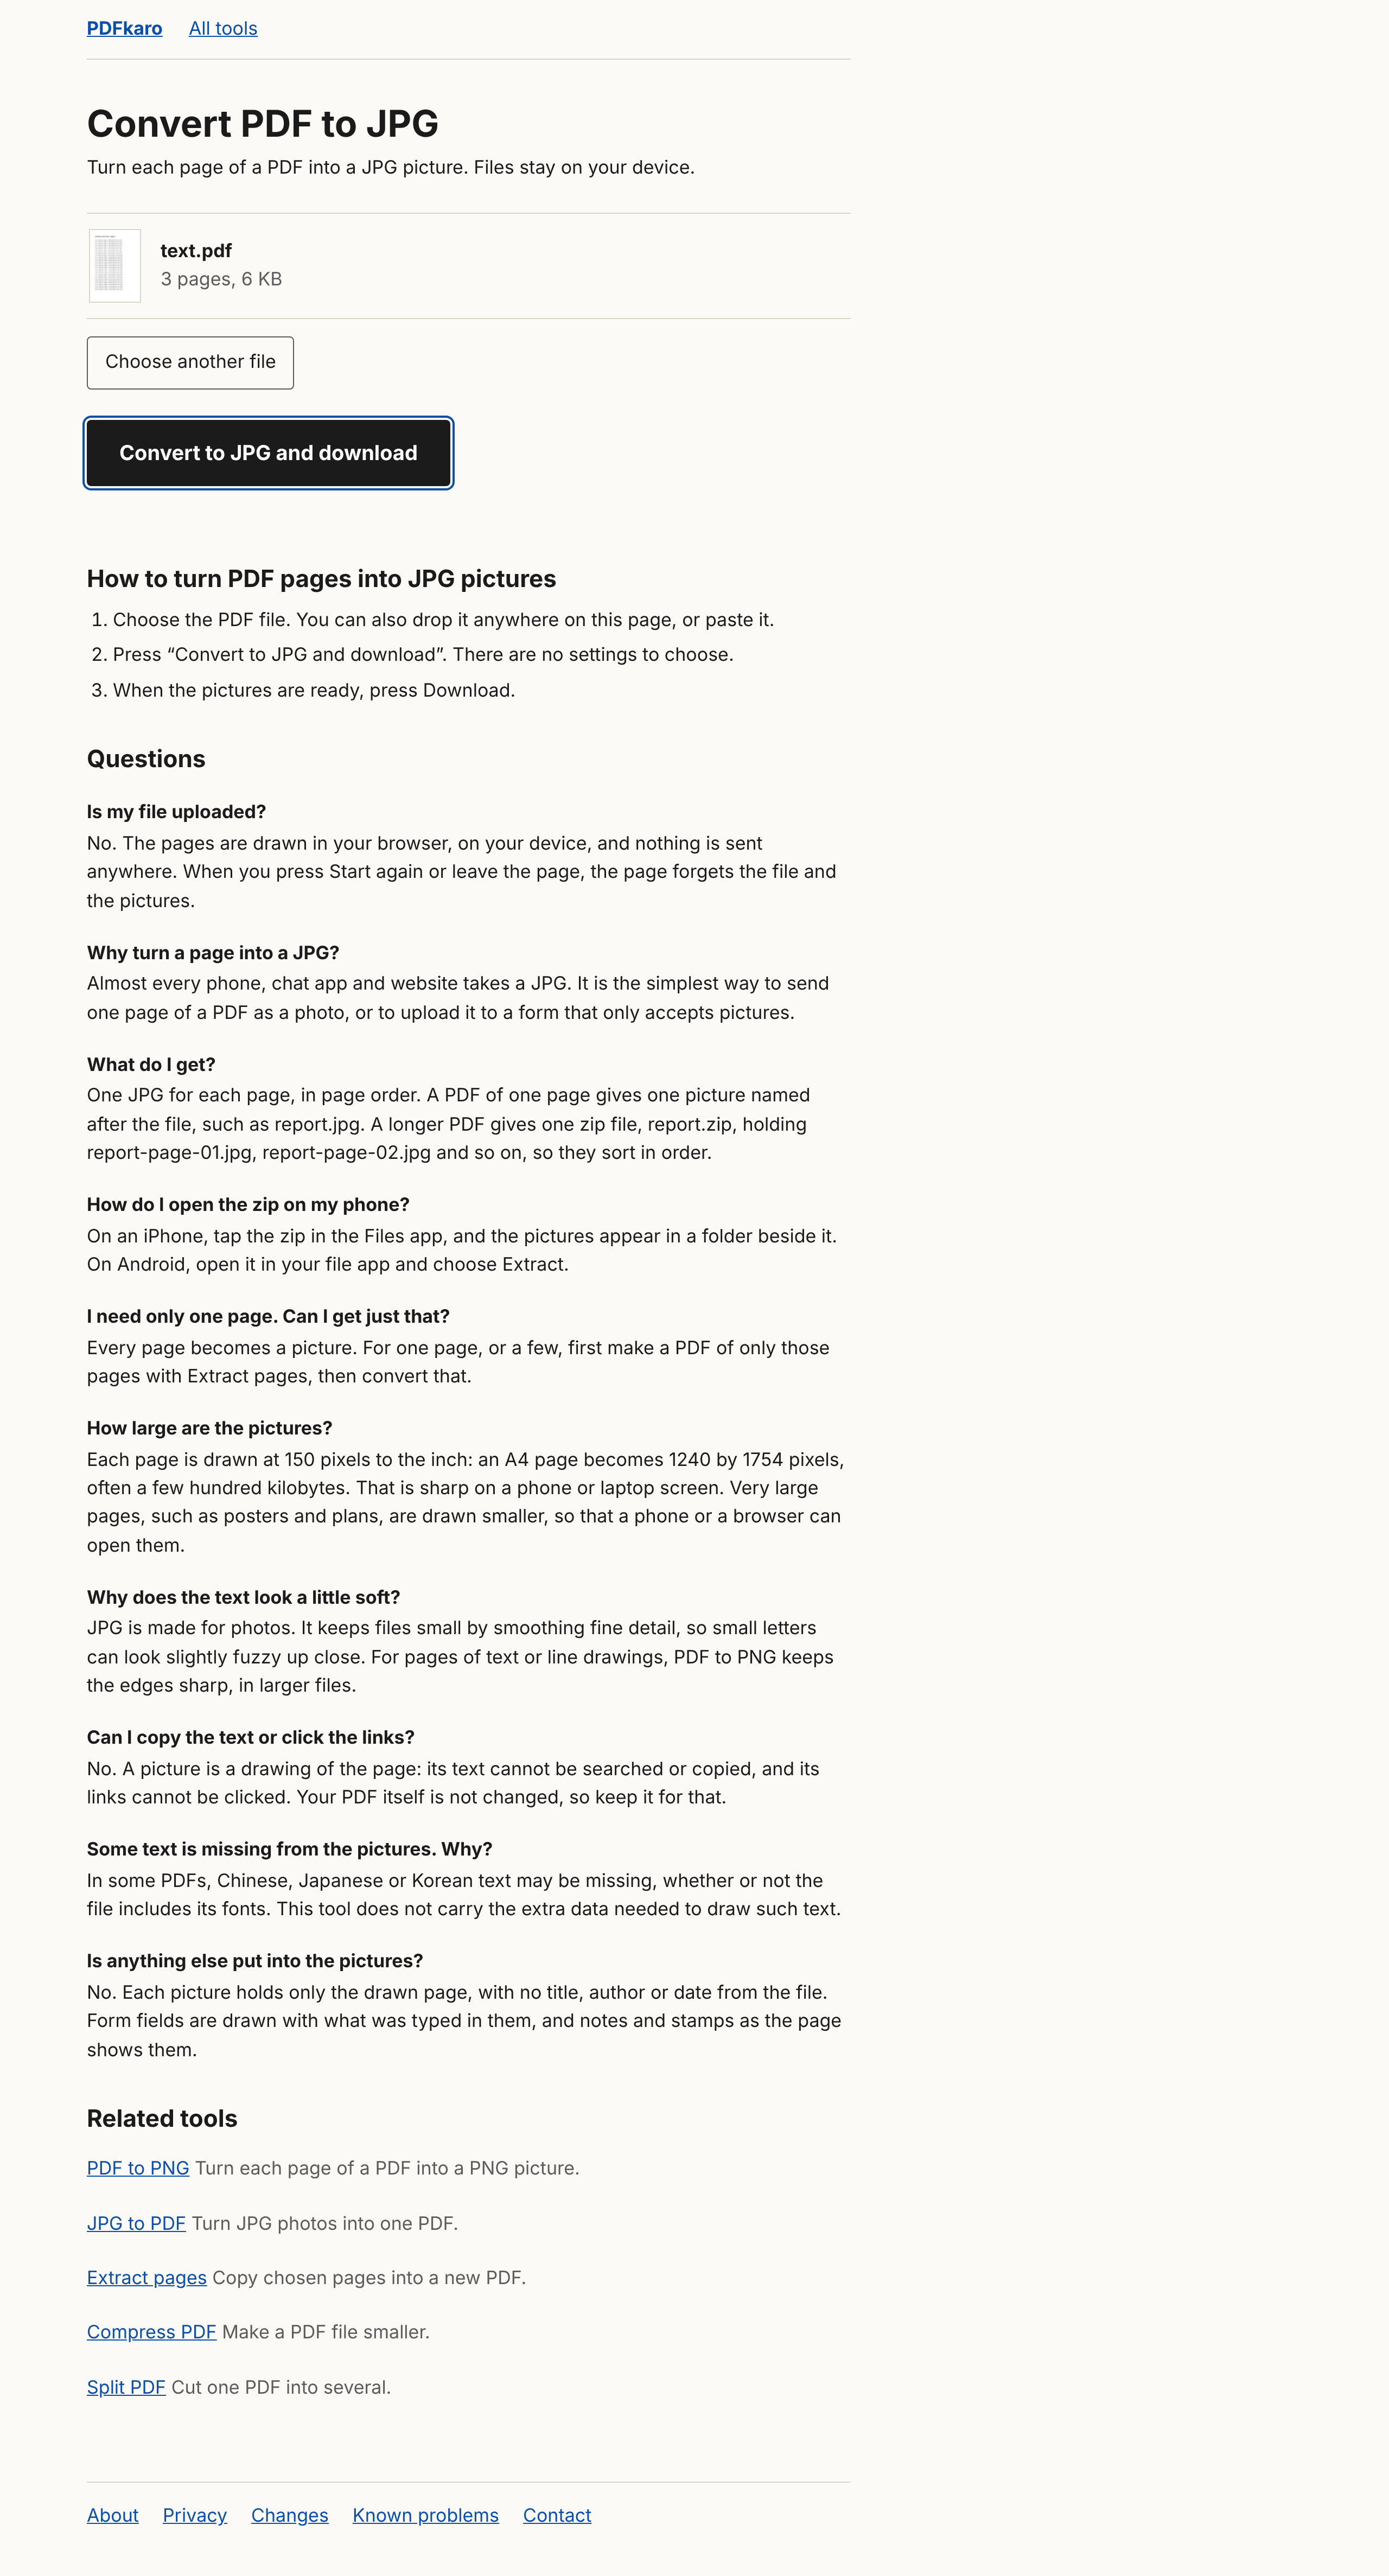 PDFkaro All tools
Convert PDF to JPG
Turn each page of a PDF into a JPG picture. Files stay on your device.
text.pdf
3 pages, 6 KB
Choose another file
Convert to JPG and download
How to turn PDF pages into JPG pictures
1. Choose the PDF file. You can also drop it anywhere on this page, or paste it.
2. Press “Convert to JPG and download”. There are no settings to choose.
3. When the pictures are ready, press Download.
Questions
Is my file uploaded?
No. The pages are drawn in your browser, on your device, and nothing is sent
anywhere. When you press Start again or leave the page, the page forgets the file and
the pictures.
Why turn a page into a JPG?
Almost every phone, chat app and website takes a JPG. It is the simplest way to send
one page of a PDF as a photo, or to upload it to a form that only accepts pictures.
What do I get?
One JPG for each page, in page order. A PDF of one page gives one picture named
after the file, such as report.jpg. A longer PDF gives one zip file, report.zip, holding
report-page-01.jpg, report-page-02.jpg and so on, so they sort in order.
How do I open the zip on my phone?
On an iPhone, tap the zip in the Files app, and the pictures appear in a folder beside it.
On Android, open it in your file app and choose Extract.
I need only one page. Can I get just that?
Every page becomes a picture. For one page, or a few, first make a PDF of only those
pages with Extract pages, then convert that.
How large are the pictures?
Each page is drawn at 150 pixels to the inch: an A4 page becomes 1240 by 1754 pixels,
often a few hundred kilobytes. That is sharp on a phone or laptop screen. Very large
pages, such as posters and plans, are drawn smaller, so that a phone or a browser can
open them.
Why does the text look a little soft?
JPG is made for photos. It keeps files small by smoothing fine detail, so small letters
can look slightly fuzzy up close. For pages of text or line drawings, PDF to PNG keeps
the edges sharp, in larger files.
Can I copy the text or click the links?
No. A picture is a drawing of the page: its text cannot be searched or copied, and its
links cannot be clicked. Your PDF itself is not changed, so keep it for that.
Some text is missing from the pictures. Why?
In some PDFs, Chinese, Japanese or Korean text may be missing, whether or not the
file includes its fonts. This tool does not carry the extra data needed to draw such text.
Is anything else put into the pictures?
No. Each picture holds only the drawn page, with no title, author or date from the file.
Form fields are drawn with what was typed in them, and notes and stamps as the page
shows them.
Related tools
PDF to PNG Turn each page of a PDF into a PNG picture.
JPG to PDF Turn JPG photos into one PDF.
Extract pages Copy chosen pages into a new PDF.
Compress PDF Make a PDF file smaller.
Split PDF Cut one PDF into several.
About Privacy Changes Known problems Contact